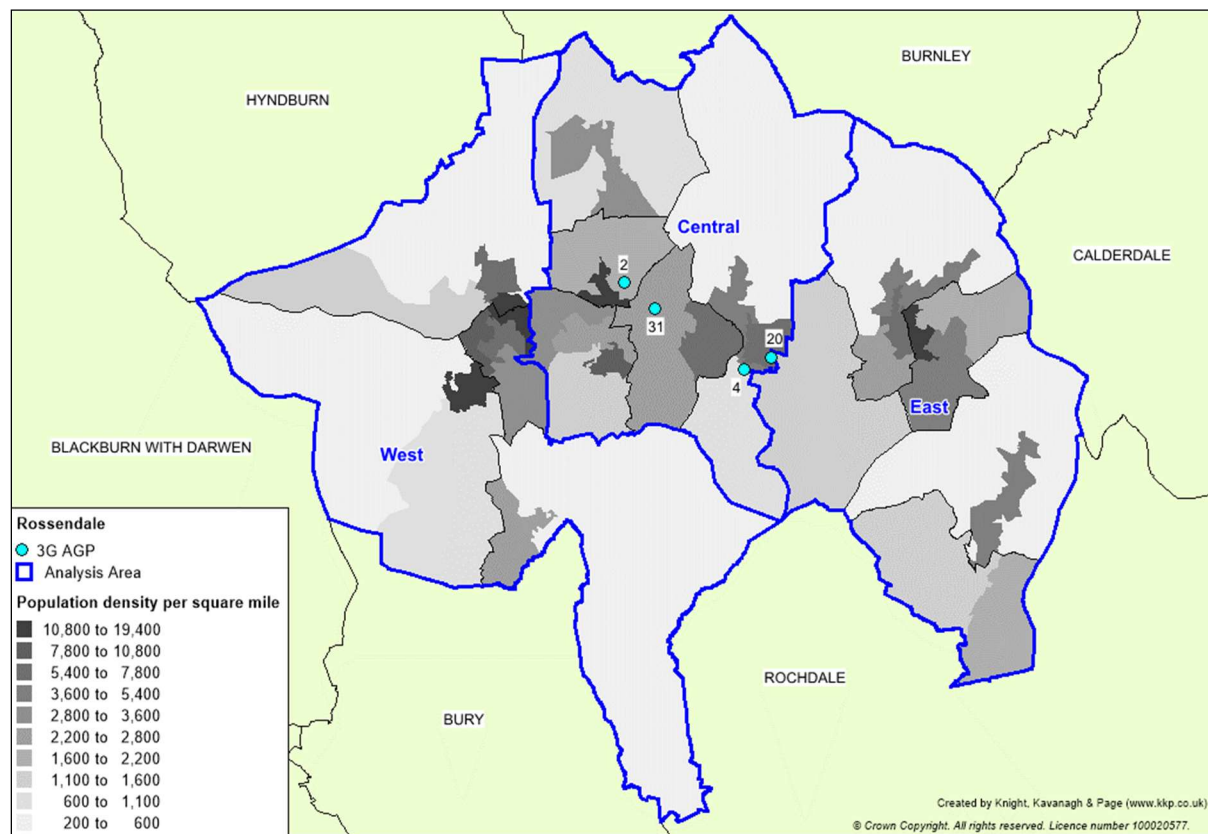 BURNLEY
HYNDBURN
Central
CALDERDALE
2
31
20
4
East
BLACKBURN WITH DARWEN
West
Rossendale
3G AGP
Analysis Area
Population density per square mile
10,800 to 19,400
7,800 to 10,800
5,400 to 7,800
3,600 to 5,400
2,800 to 3,600
2,200 to 2,800
1,600 to 2,200
1,100 to 1,600
600 to 1,100
200 to 600
ROCHDALE
BURY
Created by Knight, Kavanagh & Page (www.kkp.co.uk)
© Crown Copyright. All rights reserved. Licence number 100020577.